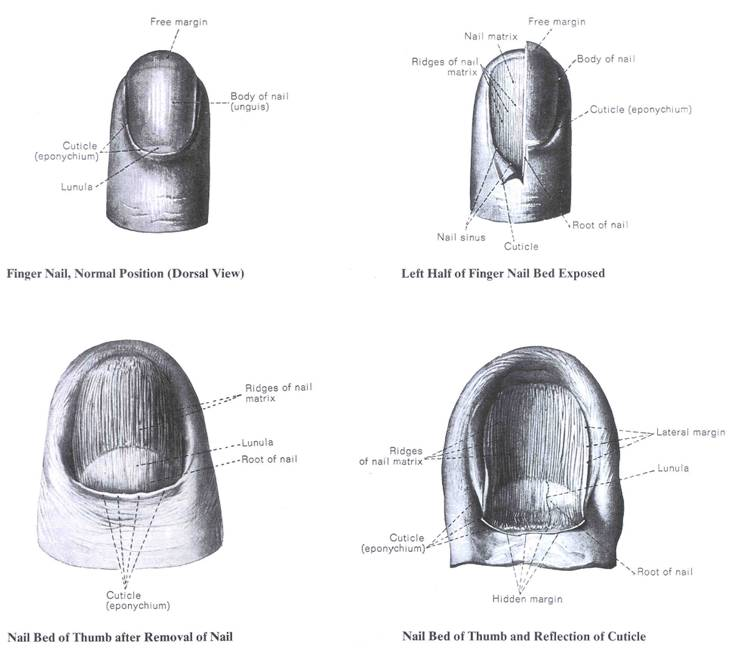 Free margin
Body of nail
(unguis)
Cuticle
(eponychium)
Lunula
Finger Nail, Normal Position (Dorsal View)
Free margin
Nail matrix
Ridges of nail
matrix
Body of nail
Cuticle (eponychium)
Root of nail
Nail sinus
Cuticle
Left Half of Finger Nail Bed Exposed
Ridges of nail
matrix
Lunula
Root of nail
Cuticle
(eponychium)
Nail Bed of Thumb after Removal of Nail
Lateral margin
Ridges
of nail matrix
Lunula
Cuticle
(eponychium)
Root of nail
Hidden margin
Nail Bed of Thumb and Reflection of Cuticle